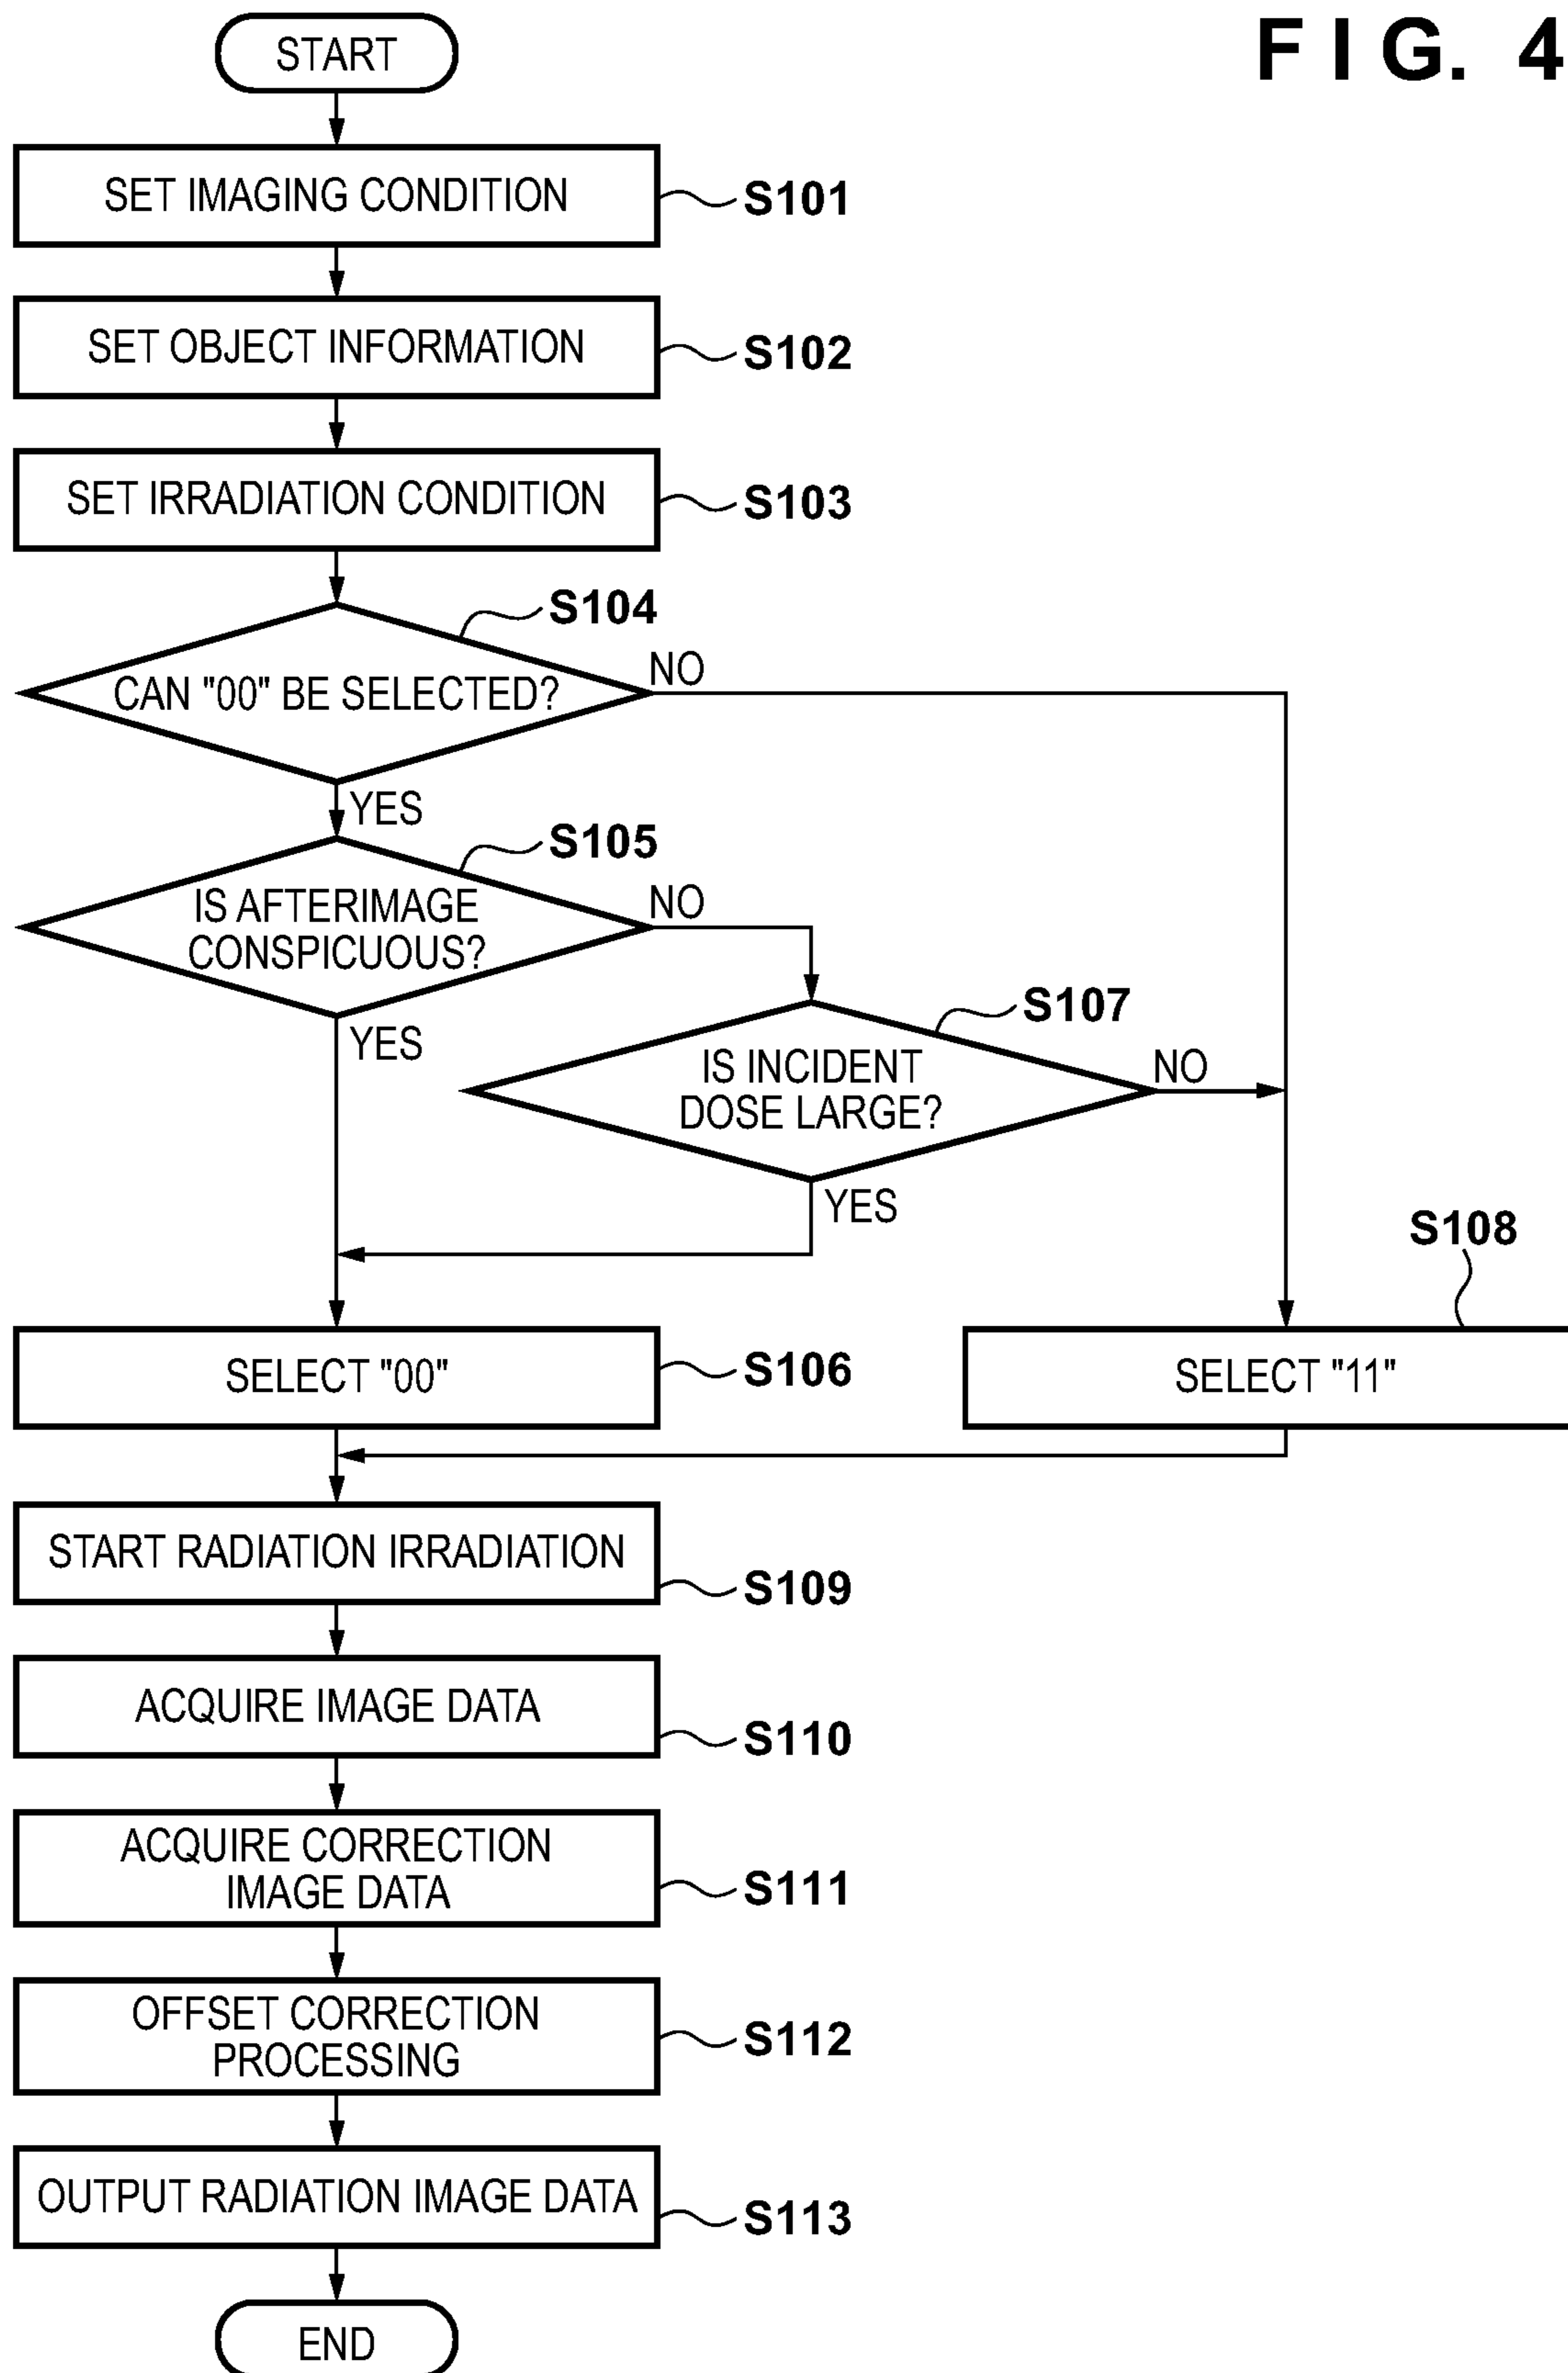 FIG. 4
START
SET IMAGING CONDITION
S101
SET OBJECT INFORMATION
S102
SET IRRADIATION CONDITION
S103
S104
CAN "00" BE SELECTED?
NO
YES
S105
IS AFTERIMAGE
CONSPICUOUS?
NO
YES
S107
IS INCIDENT
DOSE LARGE?
NO
YES
S108
SELECT "00"
S106
SELECT "11"
START RADIATION IRRADIATION
S109
ACQUIRE IMAGE DATA
S110
ACQUIRE CORRECTION
IMAGE DATA
S111
OFFSET CORRECTION
PROCESSING
S112
OUTPUT RADIATION IMAGE DATA
S113
END